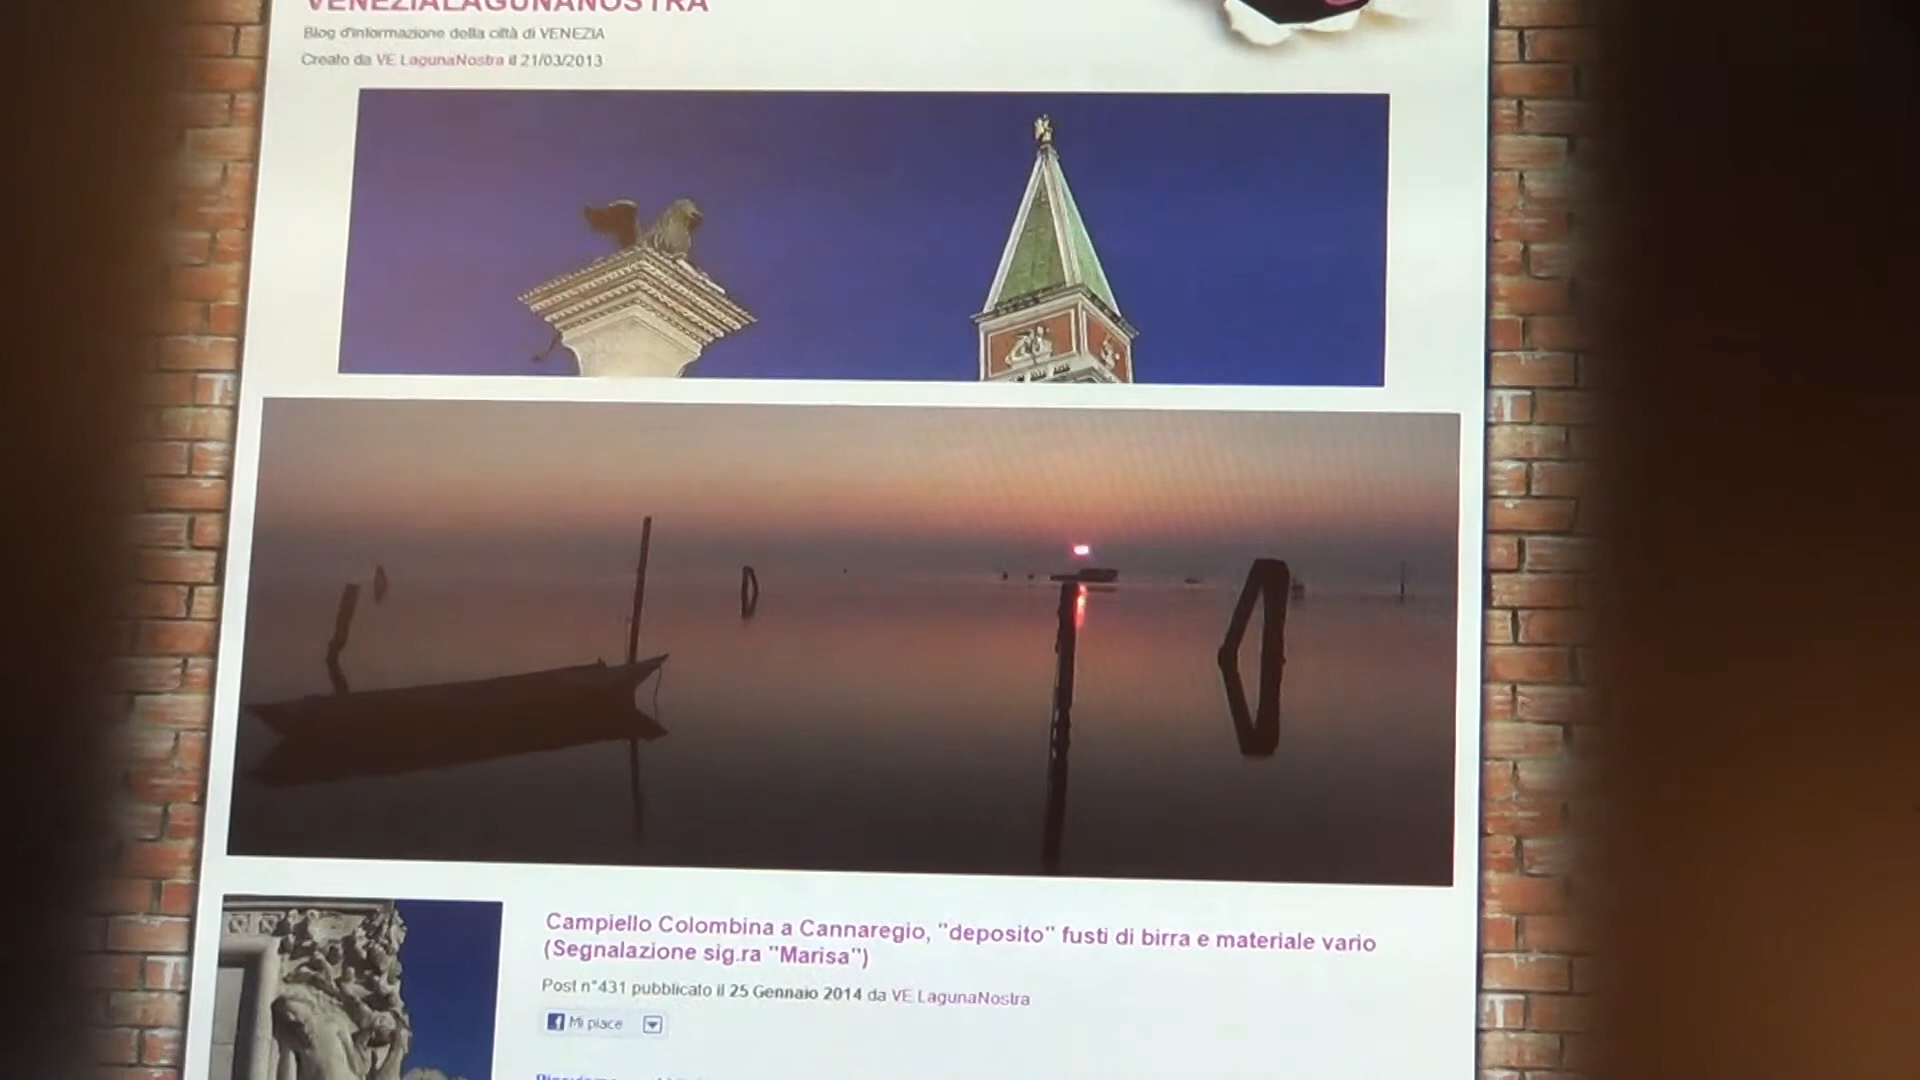 VENEZIALAGUNANOSTRA
Blog d'informazione della città di VENEZIA
Creato da VE LagunaNostra il 21/03/2013
Campiello Colombina a Cannaregio, "deposito" fusti di birra e materiale vario
(Segnalazione sig.ra "Marisa")
Post n°431 pubblicato il 25 Gennaio 2014 da VE LagunaNostra
Mi piace